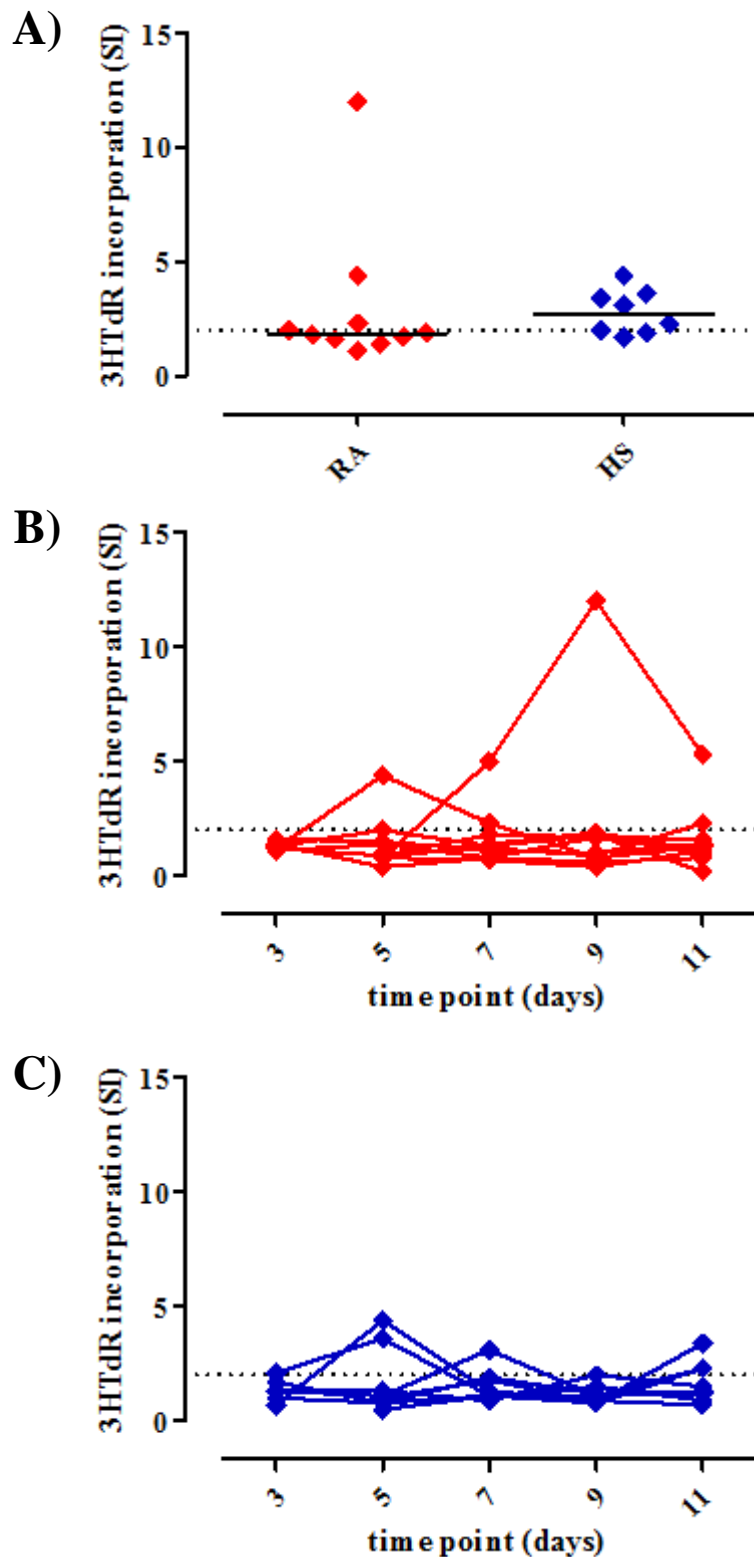 A)
3HTdR incorporation (SI)
15
10
5
0
RA
HS
B)
3HTdR incorporation (SI)
15
10
5
0
3
5
7
9
11
time point (days)
C)
3HTdR incorporation (SI)
15
10
5
0
3
5
7
9
11
time point (days)